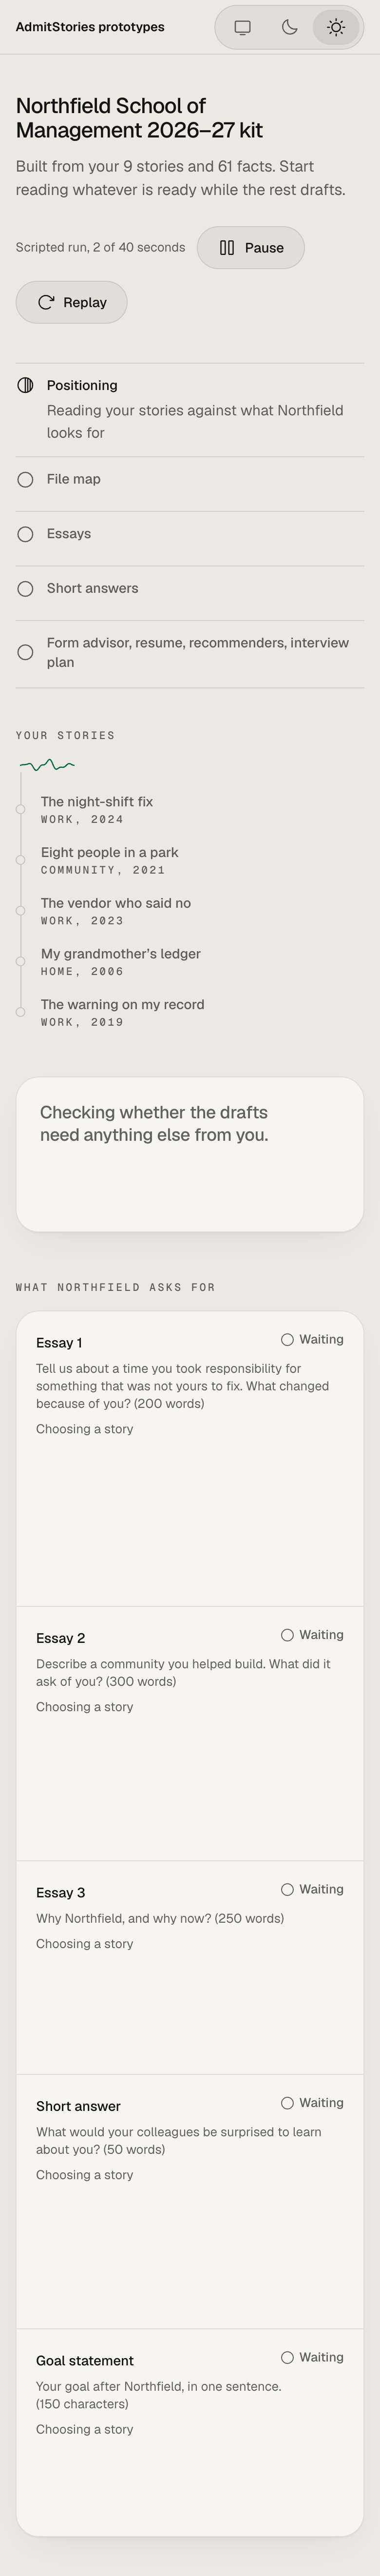 AdmitStories prototypes
Northfield School of
Management 2026–27 kit
Built from your 9 stories and 61 facts. Start
reading whatever is ready while the rest drafts.
Scripted run, 2 of 40 seconds
Pause
Replay
Positioning
Reading your stories against what Northfield
looks for
File map
Essays
Short answers
Form advisor, resume, recommenders, interview
plan
YOUR STORIES
The night-shift fix
WORK, 2024
Eight people in a park
COMMUNITY, 2021
The vendor who said no
WORK, 2023
My grandmother’s ledger
HOME, 2006
The warning on my record
WORK, 2019
Checking whether the drafts
need anything else from you.
WHAT NORTHFIELD ASKS FOR
Essay 1
Waiting
Tell us about a time you took responsibility for
something that was not yours to fix. What changed
because of you? (200 words)
Choosing a story
Essay 2
Waiting
Describe a community you helped build. What did it
ask of you? (300 words)
Choosing a story
Essay 3
Waiting
Why Northfield, and why now? (250 words)
Choosing a story
Short answer
Waiting
What would your colleagues be surprised to learn
about you? (50 words)
Choosing a story
Goal statement
Waiting
Your goal after Northfield, in one sentence.
(150 characters)
Choosing a story